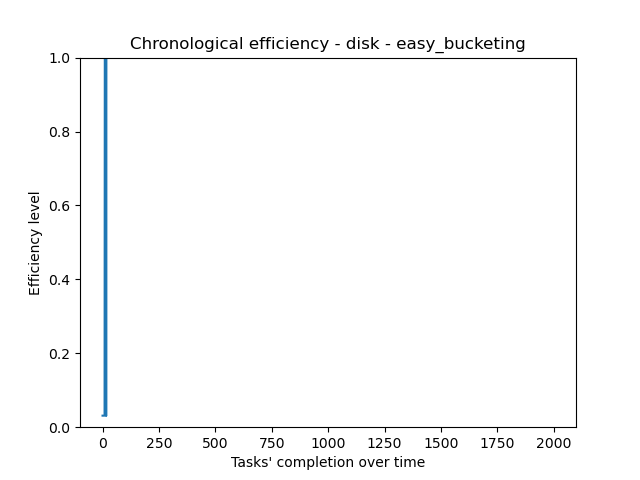 Chronological efficiency - disk - easy_bucketing
1.0
0.8
0.6
0.4
0.2
0.0
Efficiency level
0 250 500 750 1000 1250 1500 1750 2000
Tasks' completion over time